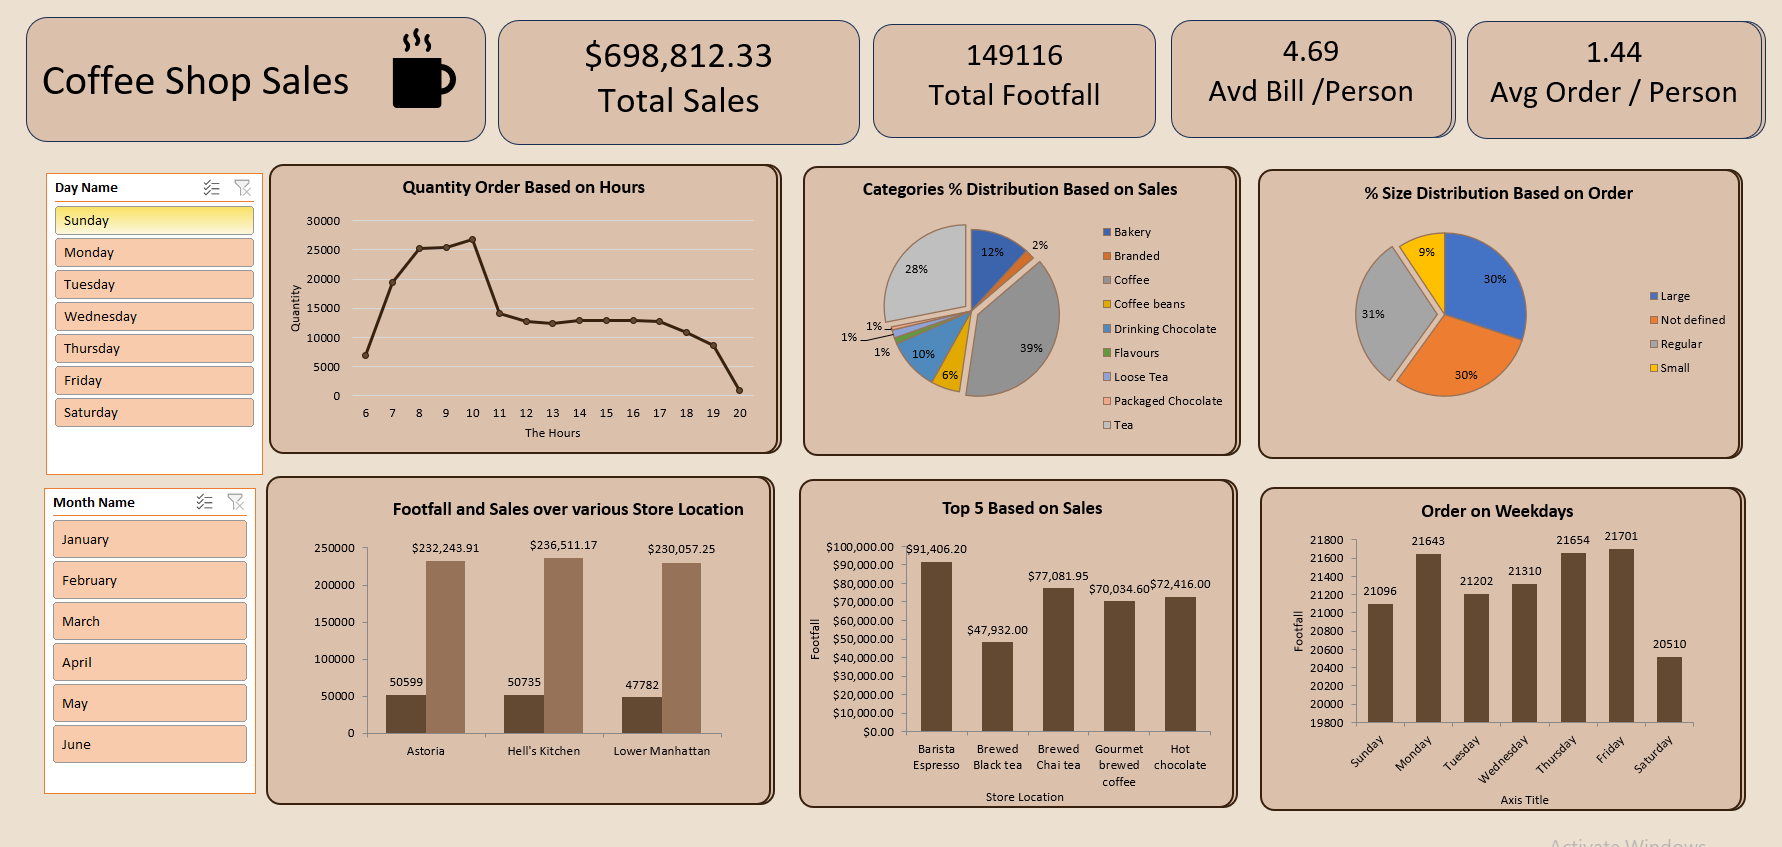 Coffee Shop Sales
$698,812.33
Total Sales
149116
Total Footfall
4.69
Avd Bill /Person
1.44
Avg Order / Person
Day Name
Sunday
Monday
Tuesday
Wednesday
Thursday
Friday
Saturday
Month Name
January
February
March
April
May
June
Quantity Order Based on Hours
30000
25000
20000
15000
10000
5000
0
Quantity
6 7 8 9 10 11 12 13 14 15 16 17 18 19 20
The Hours
Categories % Distribution Based on Sales
12%
2%
39%
6%
10%
1%
1%
1%
28%
Bakery
Branded
Coffee
Coffee beans
Drinking Chocolate
Flavours
Loose Tea
Packaged Chocolate
Tea
% Size Distribution Based on Order
30%
30%
31%
9%
Large
Not defined
Regular
Small
Footfall and Sales over various Store Location
250000
200000
150000
100000
50000
0
$232,243.91
$236,511.17
$230,057.25
50599
50735
47782
Astoria
Hell's Kitchen
Lower Manhattan
Top 5 Based on Sales
$100,000.00
$90,000.00
$80,000.00
$70,000.00
$60,000.00
$50,000.00
$40,000.00
$30,000.00
$20,000.00
$10,000.00
$0.00
Footfall
$91,406.20
$47,932.00
$77,081.95
$70,034.60
$72,416.00
Barista
Espresso
Brewed
Black tea
Brewed
Chai tea
Gourmet
brewed
coffee
Hot
chocolate
Store Location
Order on Weekdays
21800
21600
21400
21200
21000
20800
20600
20400
20200
20000
19800
Footfall
21096
21643
21202
21310
21654
21701
20510
Sunday
Monday
Tuesday
Wednesday
Thursday
Friday
Saturday
Axis Title
Activate Windows